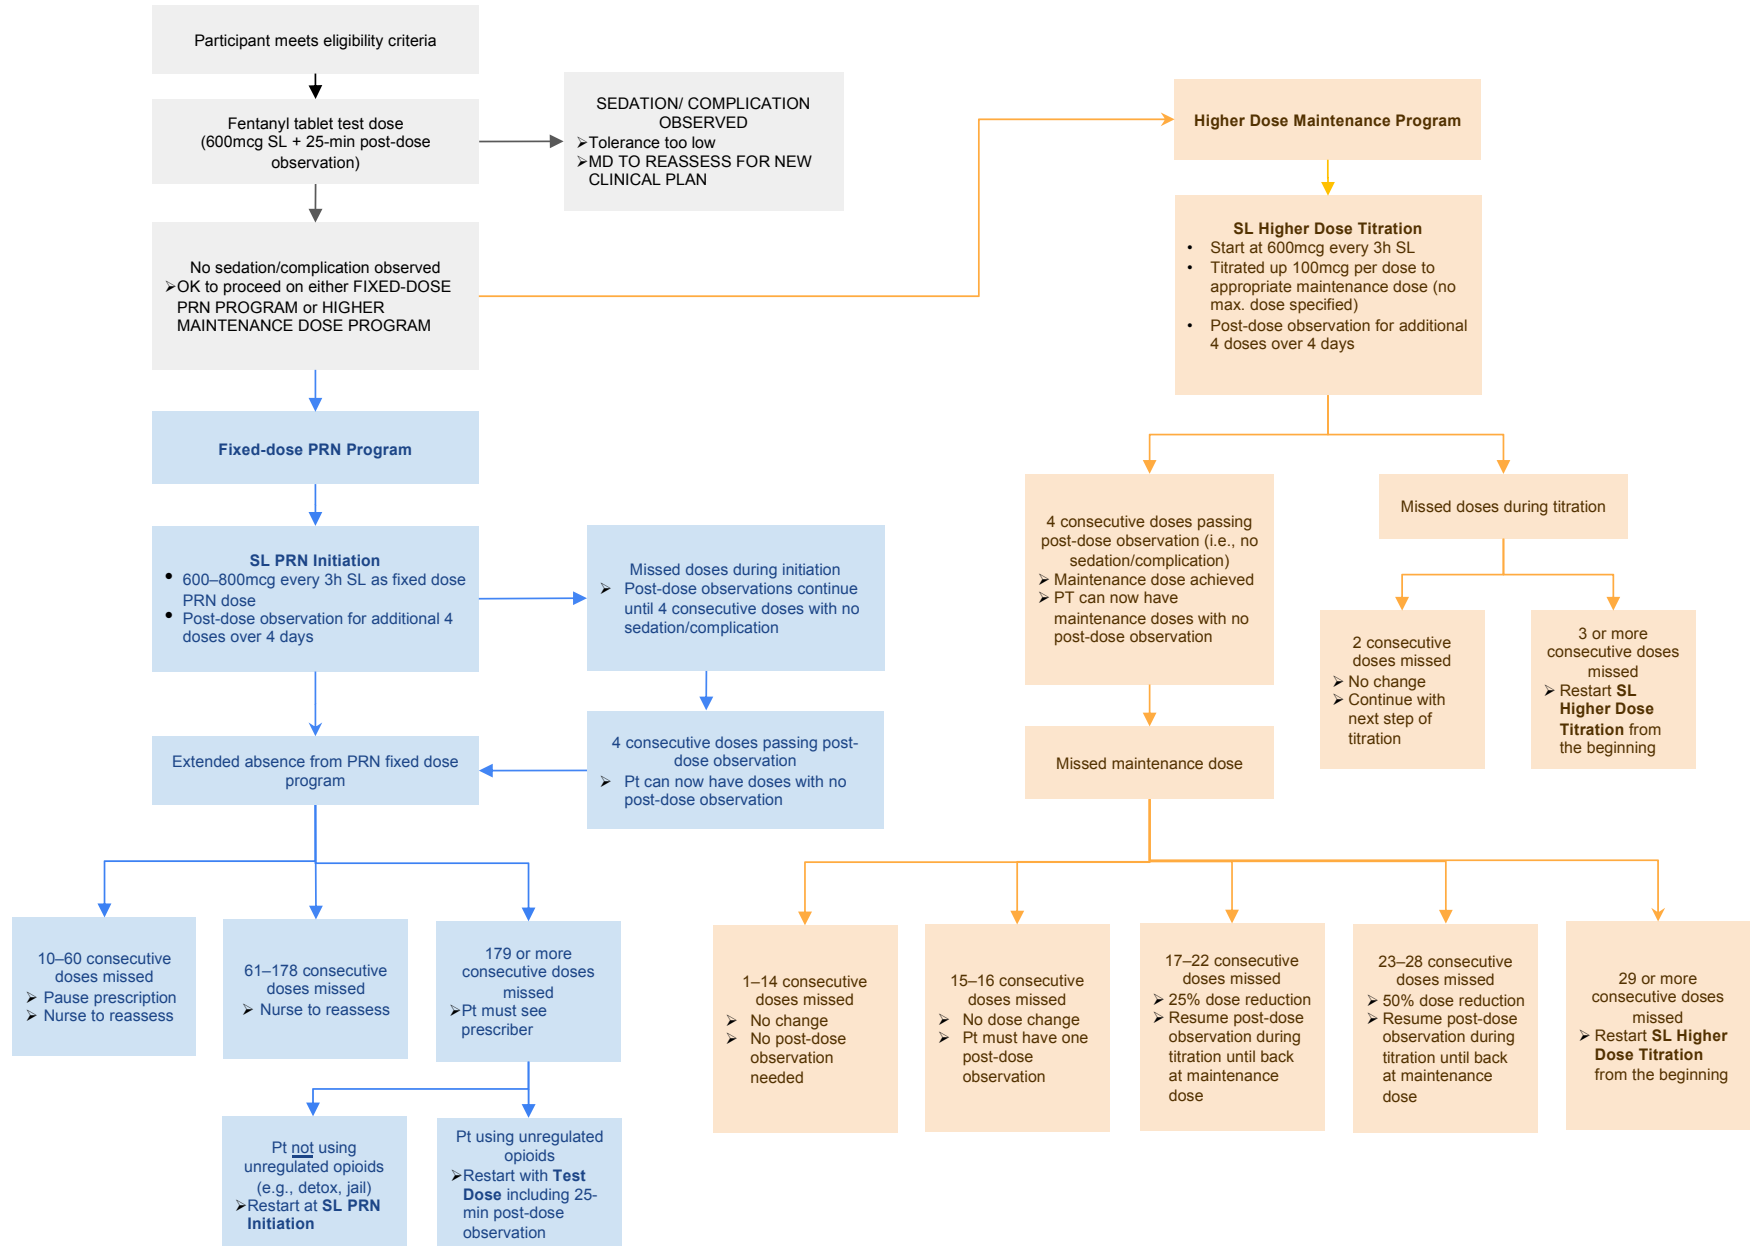 Participant meets eligibility criteria
Fentanyl tablet test dose
(600mcg SL + 25-min post-dose
observation)
SEDATION/ COMPLICATION
OBSERVED
➢Tolerance too low
➢MD TO REASSESS FOR NEW
CLINICAL PLAN
No sedation/complication observed
➢OK to proceed on either FIXED-DOSE
PRN PROGRAM or HIGHER
MAINTENANCE DOSE PROGRAM
Fixed-dose PRN Program
SL PRN Initiation
• 600–800mcg every 3h SL as fixed dose
PRN dose
• Post-dose observation for additional 4
doses over 4 days
Missed doses during initiation
➢ Post-dose observations continue
until 4 consecutive doses with no
sedation/complication
4 consecutive doses passing post-
dose observation
➢ Pt can now have doses with no
post-dose observation
Extended absence from PRN fixed dose
program
10–60 consecutive
doses missed
➢ Pause prescription
➢ Nurse to reassess
61–178 consecutive
doses missed
➢ Nurse to reassess
179 or more
consecutive doses
missed
➢Pt must see
prescriber
Pt not using
unregulated opioids
(e.g., detox, jail)
➢Restart at SL PRN
Initiation
Pt using unregulated
opioids
➢Restart with Test
Dose including 25-
min post-dose
observation
Higher Dose Maintenance Program
SL Higher Dose Titration
• Start at 600mcg every 3h SL
• Titrated up 100mcg per dose to
appropriate maintenance dose (no
max. dose specified)
• Post-dose observation for additional
4 doses over 4 days
4 consecutive doses passing
post-dose observation (i.e., no
sedation/complication)
➢ Maintenance dose achieved
➢ PT can now have
maintenance doses with no
post-dose observation
Missed doses during titration
2 consecutive
doses missed
➢ No change
➢ Continue with
next step of
titration
3 or more
consecutive doses
missed
➢ Restart SL
Higher Dose
Titration from
the beginning
Missed maintenance dose
1–14 consecutive
doses missed
➢ No change
➢ No post-dose
observation
needed
15–16 consecutive
doses missed
➢ No dose change
➢ Pt must have one
post-dose
observation
17–22 consecutive
doses missed
➢ 25% dose reduction
➢ Resume post-dose
observation during
titration until back at
maintenance
dose
23–28 consecutive
doses missed
➢ 50% dose reduction
➢ Resume post-dose
observation during
titration until back
at maintenance
dose
29 or more
consecutive doses
missed
➢ Restart SL Higher
Dose Titration
from the beginning